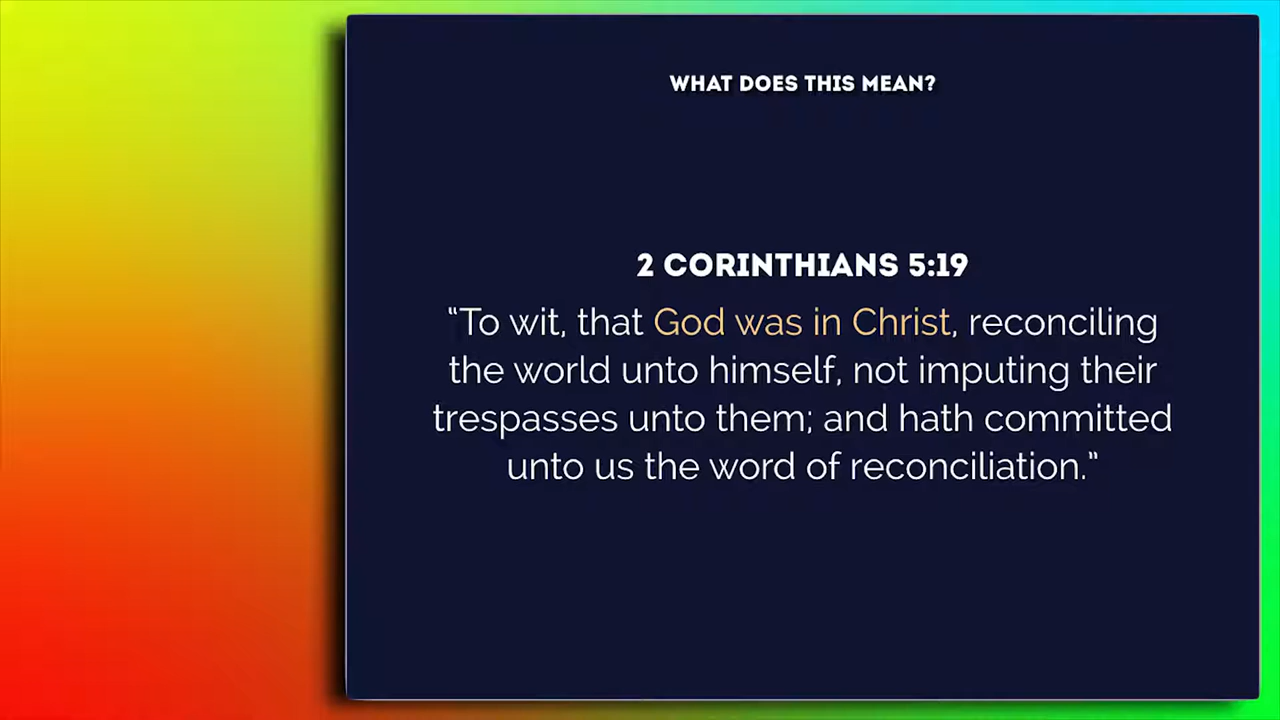 WHAT DOES THIS MEAN?
2 CORINTHIANS 5:19
“To wit, that God was in Christ, reconciling
the world unto himself, not imputing their
trespasses unto them; and hath committed
unto us the word of reconciliation.”